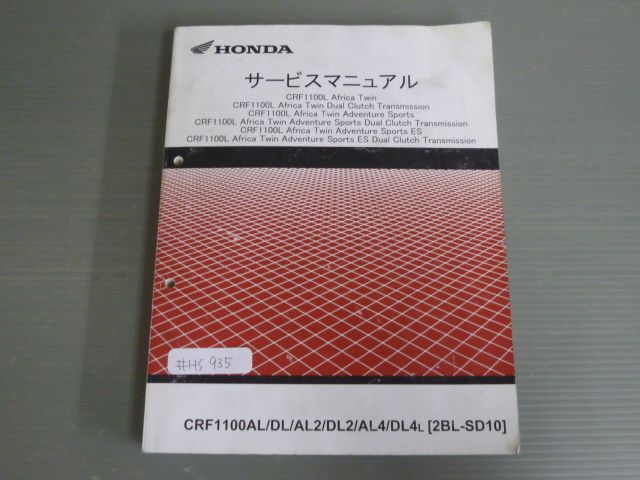 HONDA
サービスマニュアル
CRF1100L Africa Twin
CRF1100L Africa Twin Dual Clutch Transmission
CRF1100L Africa Twin Adventure Sports
CRF1100L Africa Twin Adventure Sports Dual Clutch Transmission
CRF1100L Africa Twin Adventure Sports ES
CRF1100L Africa Twin Adventure Sports ES Dual Clutch Transmission
#HS 935
CRF1100AL/DL/AL2/DL2/AL4/DL4L [2BL-SD10]